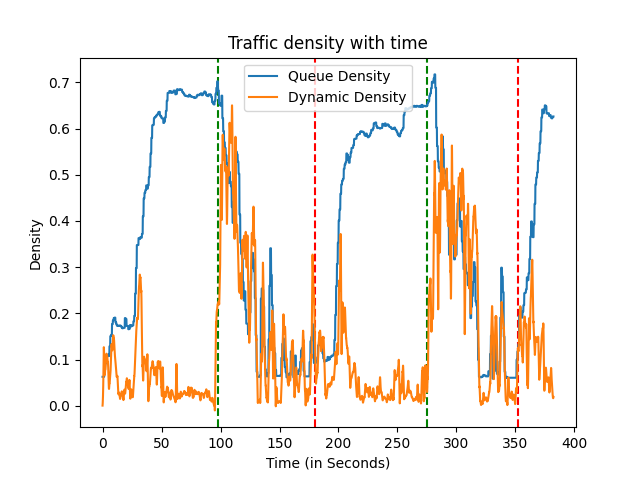 Traffic density with time
Queue Density
Dynamic Density
Density
0.7
0.6
0.5
0.4
0.3
0.2
0.1
0.0
0 50 100 150 200 250 300 350 400
Time (in Seconds)